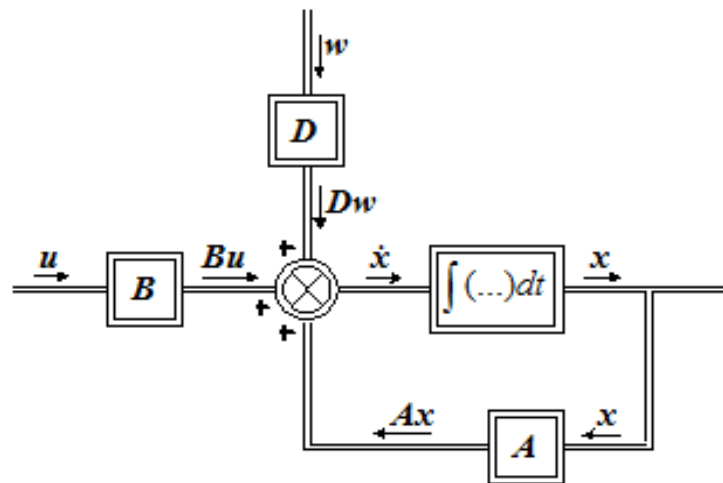 w
D
Dw
u
B
Bu
+
+
+
ẋ
∫(...)dt
x
Ax
A
x